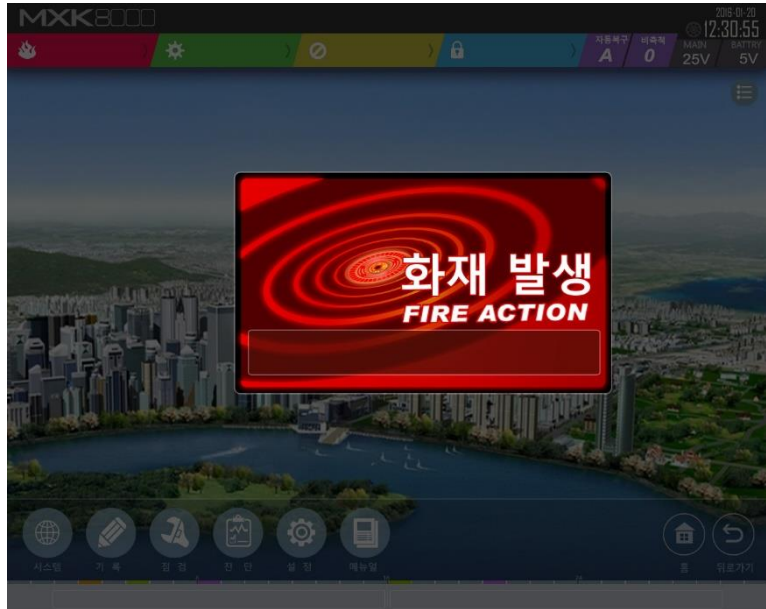 MXK8000
2018-01-20
12:30:55
자동복구
A
비축적
0
MAIN
25V
BATTRY
5V
화재 발생
FIRE ACTION
시스템
기 록
점 검
진 단
설 정
메뉴얼
홈
뒤로가기